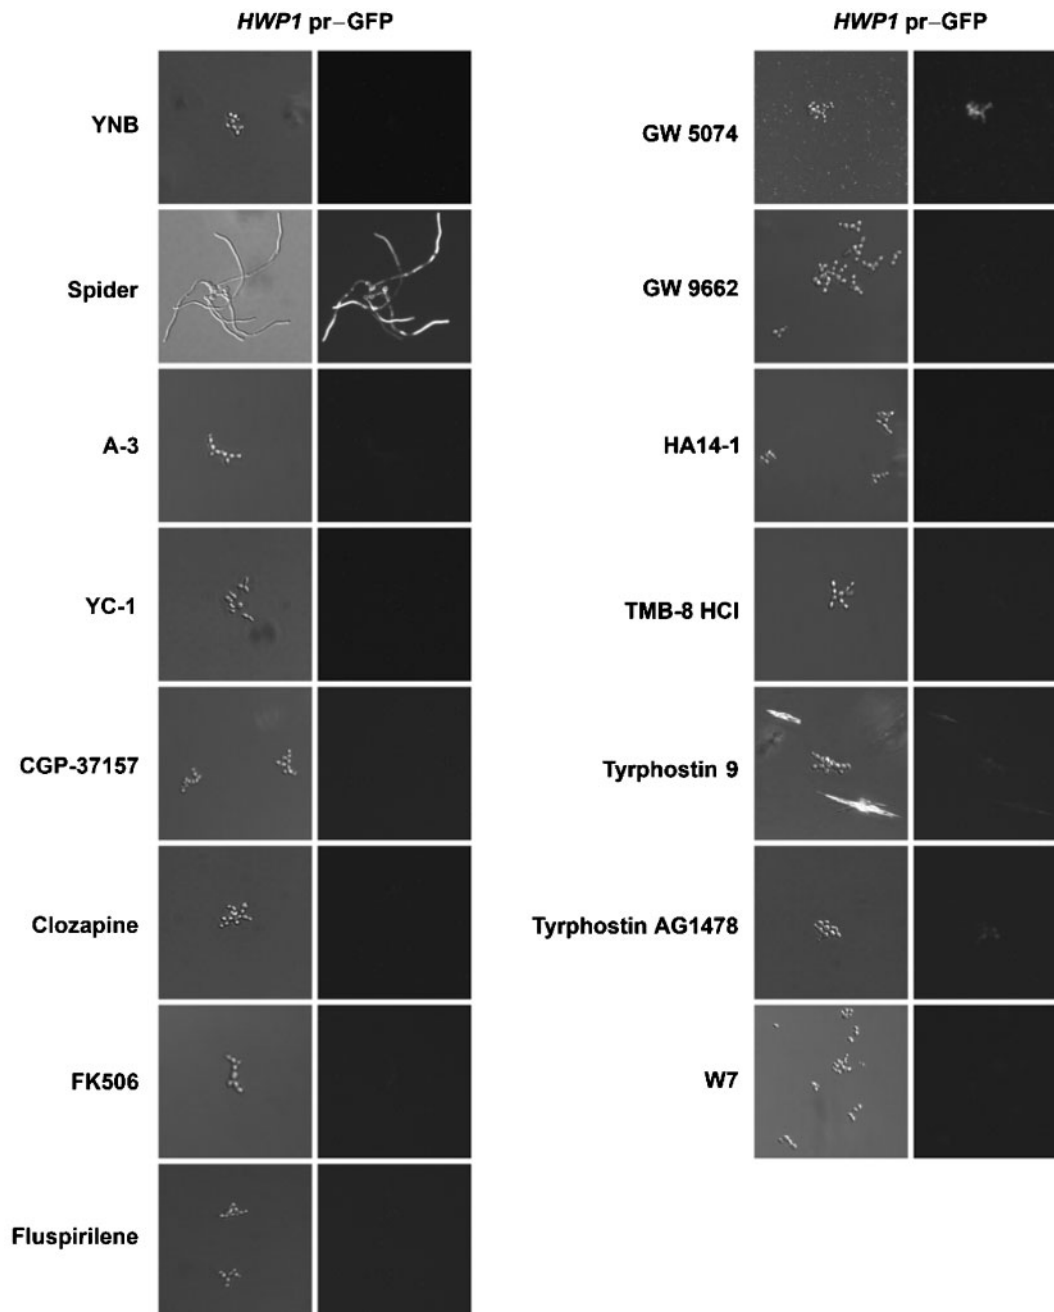 HWP1 pr–GFP
YNB
Spider
A-3
YC-1
CGP-37157
Clozapine
FK506
Fluspirilene
HWP1 pr–GFP
GW 5074
GW 9662
HA14-1
TMB-8 HCl
Tyrphostin 9
Tyrphostin AG1478
W7